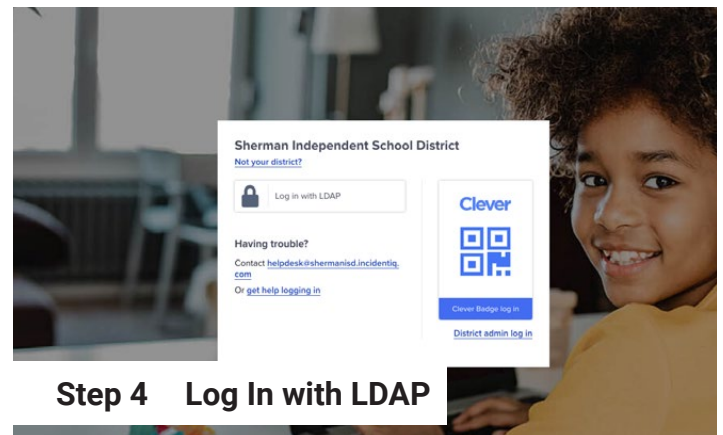 Sherman Independent School District
Not your district?
Log in with LDAP
Having trouble?
Contact helpdesk@shermanisd.incidentiq.
com
Or get help logging in
Clever
Clever Badge log in
District admin log in
Step 4 Log In with LDAP